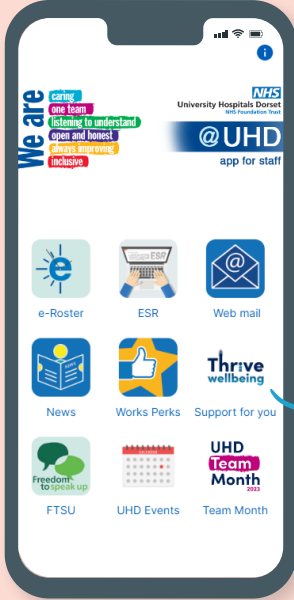 We are
caring
one team
listening to understand
open and honest
always improving
inclusive
NHS
University Hospitals Dorset
NHS Foundation Trust
@UHD
app for staff
e
ESR
@
e-Roster
ESR
Web mail
NEWS
Thrive
wellbeing
News
Works Perks
Support for you
Freedom
to speak up
CALENDAR
UHD
Team
Month
2023
FTSU
UHD Events
Team Month